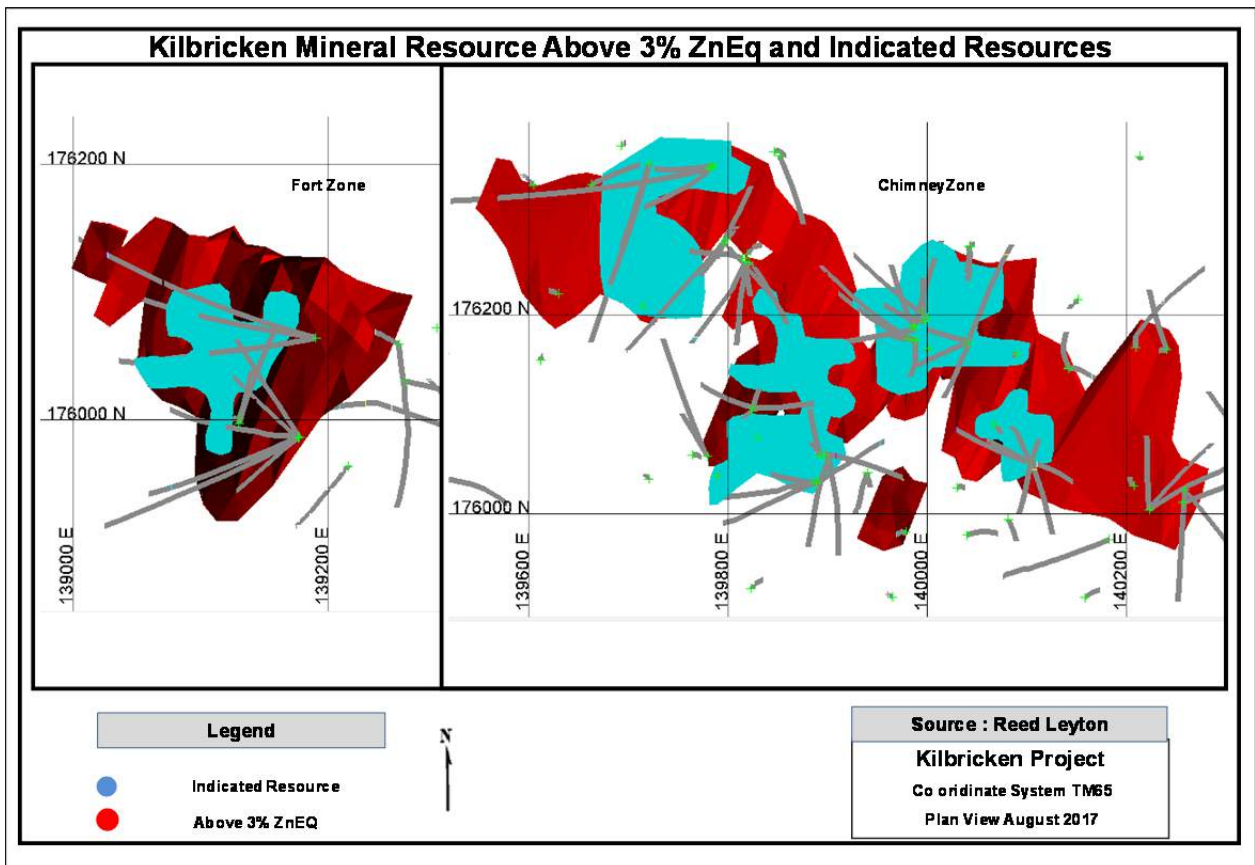 Kilbricken Mineral Resource Above 3% ZnEq and Indicated Resources
176200 N
Fort Zone
176000 N
139000 E
139200 E
Chimney Zone
176200 N
176000 N
139600 E
139800 E
140000 E
140200 E
Legend
Indicated Resource
Above 3% ZnEQ
N
Source : Reed Leyton
Kilbricken Project
Co oridinate System TM65
Plan View August 2017